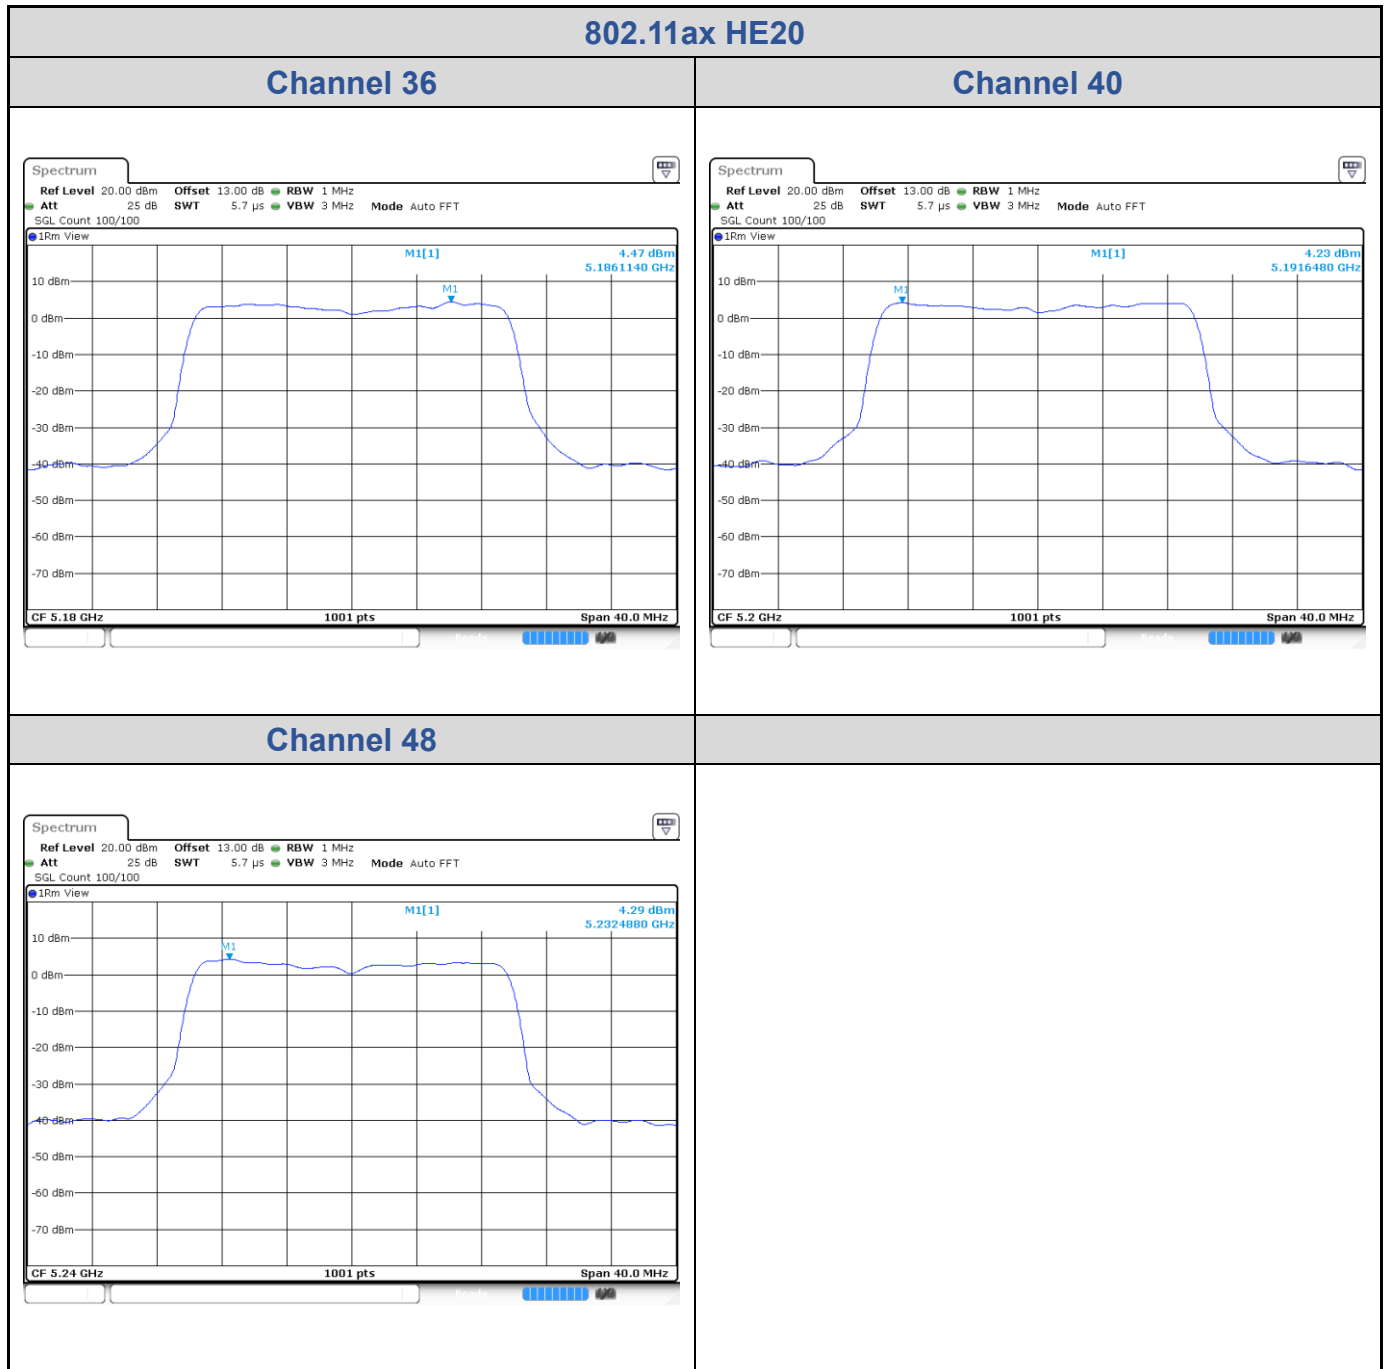 802.11ax HE20
Channel 36
Channel 40
Spectrum
Ref Level 20.00 dBm Offset 13.00 dB RBW 1 MHz
Att 25 dB SWT 5.7 µs VBW 3 MHz Mode Auto FFT
SGL Count 100/100
1Rm View
M1[1] 4.47 dBm
5.1861140 GHz
M1
10 dBm
0 dBm
-10 dBm
-20 dBm
-30 dBm
-40 dBm
-50 dBm
-60 dBm
-70 dBm
CF 5.18 GHz 1001 pts Span 40.0 MHz
Ready
Spectrum
Ref Level 20.00 dBm Offset 13.00 dB RBW 1 MHz
Att 25 dB SWT 5.7 µs VBW 3 MHz Mode Auto FFT
SGL Count 100/100
1Rm View
M1[1] 4.23 dBm
5.1916480 GHz
M1
10 dBm
0 dBm
-10 dBm
-20 dBm
-30 dBm
-40 dBm
-50 dBm
-60 dBm
-70 dBm
CF 5.2 GHz 1001 pts Span 40.0 MHz
Ready
Channel 48
Spectrum
Ref Level 20.00 dBm Offset 13.00 dB RBW 1 MHz
Att 25 dB SWT 5.7 µs VBW 3 MHz Mode Auto FFT
SGL Count 100/100
1Rm View
M1[1] 4.29 dBm
5.2324880 GHz
M1
10 dBm
0 dBm
-10 dBm
-20 dBm
-30 dBm
-40 dBm
-50 dBm
-60 dBm
-70 dBm
CF 5.24 GHz 1001 pts Span 40.0 MHz
Ready